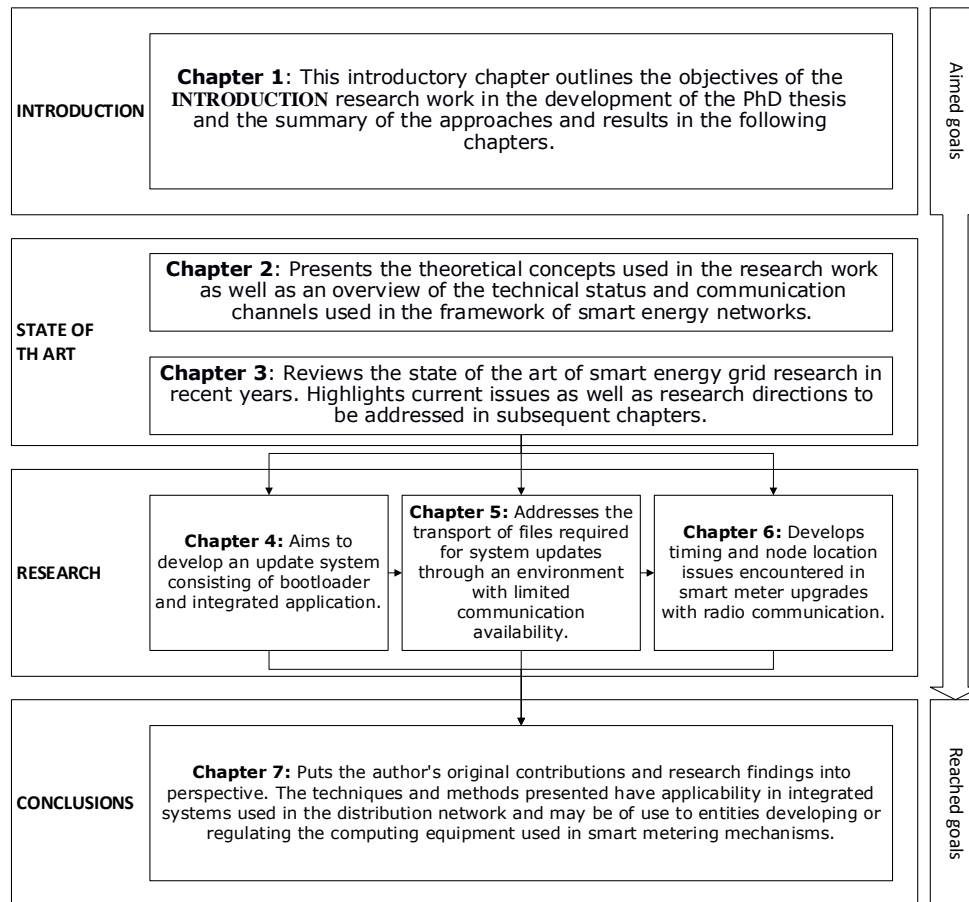 INTRODUCTION
Chapter 1: This introductory chapter outlines the objectives of the
INTRODUCTION research work in the development of the PhD thesis
and the summary of the approaches and results in the following
chapters.
Aimed goals
STATE OF
TH ART
Chapter 2: Presents the theoretical concepts used in the research work
as well as an overview of the technical status and communication
channels used in the framework of smart energy networks.
Chapter 3: Reviews the state of the art of smart energy grid research in
recent years. Highlights current issues as well as research directions to
be addressed in subsequent chapters.
RESEARCH
Chapter 4: Aims to
develop an update system
consisting of bootloader
and integrated application.
Chapter 5: Addresses the
transport of files required
for system updates
through an environment
with limited
communication
availability.
Chapter 6: Develops
timing and node location
issues encountered in
smart meter upgrades
with radio communication.
CONCLUSIONS
Chapter 7: Puts the author's original contributions and research findings into
perspective. The techniques and methods presented have applicability in integrated
systems used in the distribution network and may be of use to entities developing or
regulating the computing equipment used in smart metering mechanisms.
Reached goals